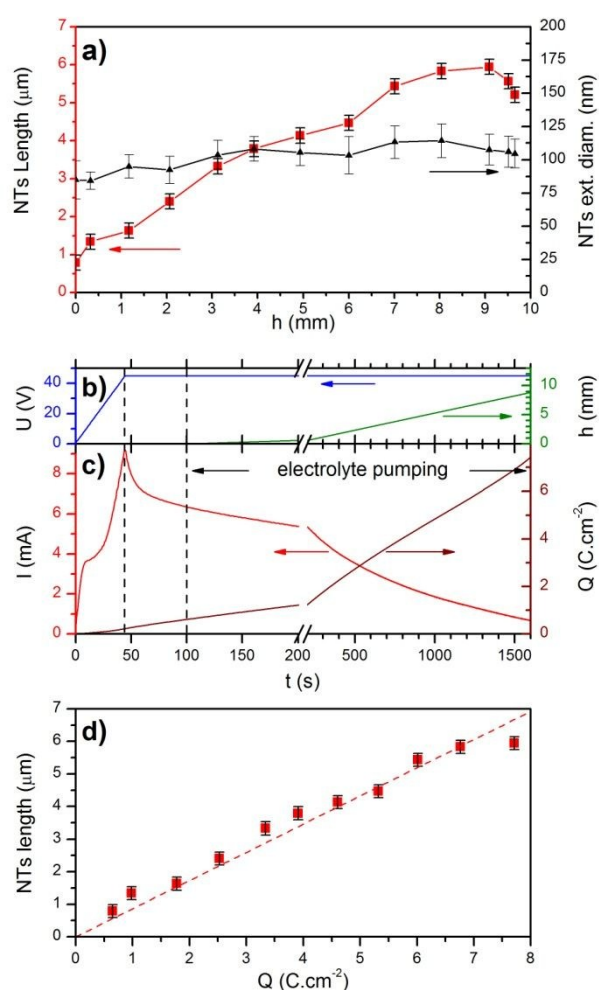 a)
NTs Length (μm)
7
6
5
4
3
2
1
0
200
175
150
125
100
75
50
25
0
NTs ext. diam. (nm)
0 1 2 3 4 5 6 7 8 9 10
h (mm)
b)
U (V)
40
20
0
10
5
0
h (mm)
c)
electrolyte pumping
I (mA)
8
6
4
2
0
6
4
2
0
Q (C.cm-2)
0 50 100 150 200 500 1000 1500
t (s)
d)
NTs length (μm)
7
6
5
4
3
2
1
0
0 1 2 3 4 5 6 7 8
Q (C.cm-2)